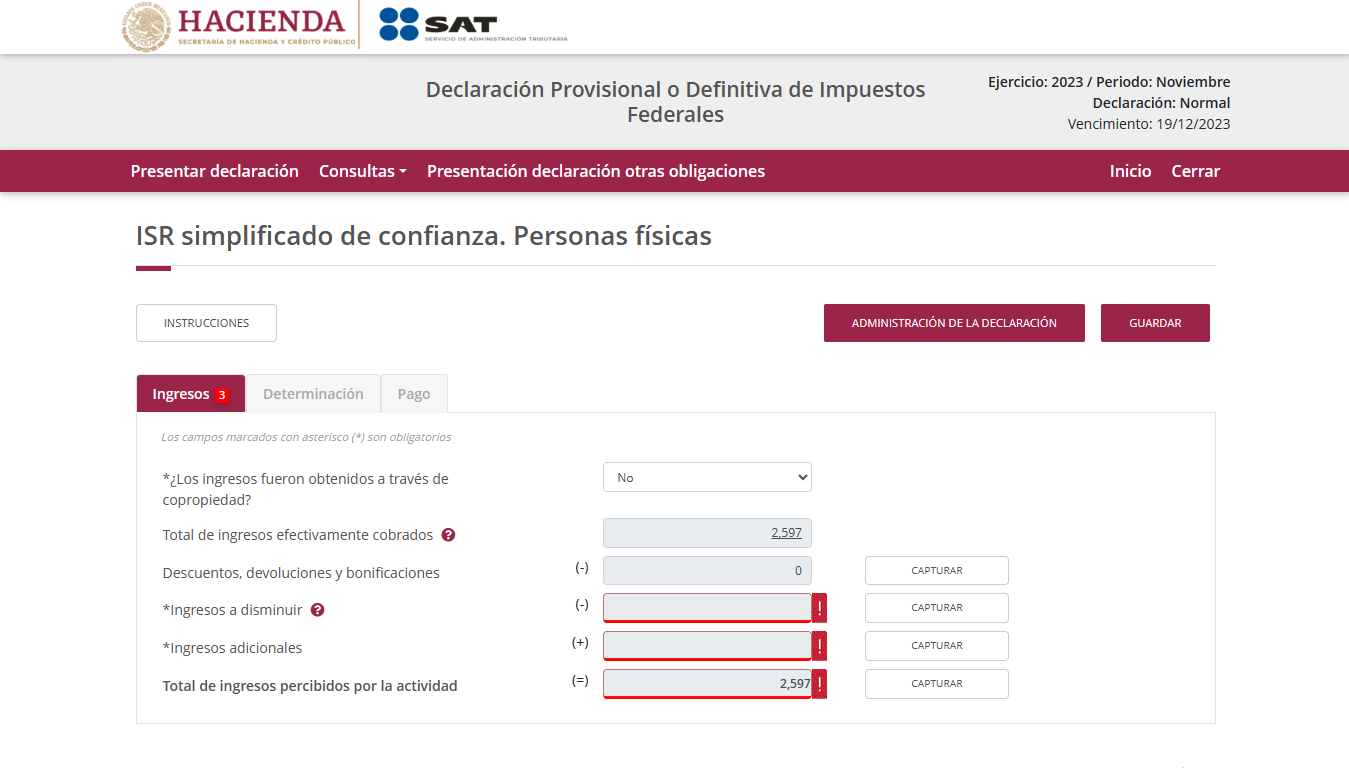 HACIENDA
SECRETARÍA DE HACIENDA Y CRÉDITO PÚBLICO
SAT
SERVICIO DE ADMINISTRACIÓN TRIBUTARIA
Declaración Provisional o Definitiva de Impuestos
Federales
Ejercicio: 2023 / Periodo: Noviembre
Declaración: Normal
Vencimiento: 19/12/2023
Presentar declaración Consultas Presentación declaración otras obligaciones Inicio Cerrar
ISR simplificado de confianza. Personas físicas
INSTRUCCIONES ADMINISTRACIÓN DE LA DECLARACIÓN GUARDAR
Ingresos 3 Determinación Pago
Los campos marcados con asterisco (*) son obligatorios
*¿Los ingresos fueron obtenidos a través de
copropiedad?
No
Total de ingresos efectivamente cobrados ? 2,597
Descuentos, devoluciones y bonificaciones (-) 0 CAPTURAR
*Ingresos a disminuir ? (-) ! CAPTURAR
*Ingresos adicionales (+) ! CAPTURAR
Total de ingresos percibidos por la actividad (=) 2,597 ! CAPTURAR